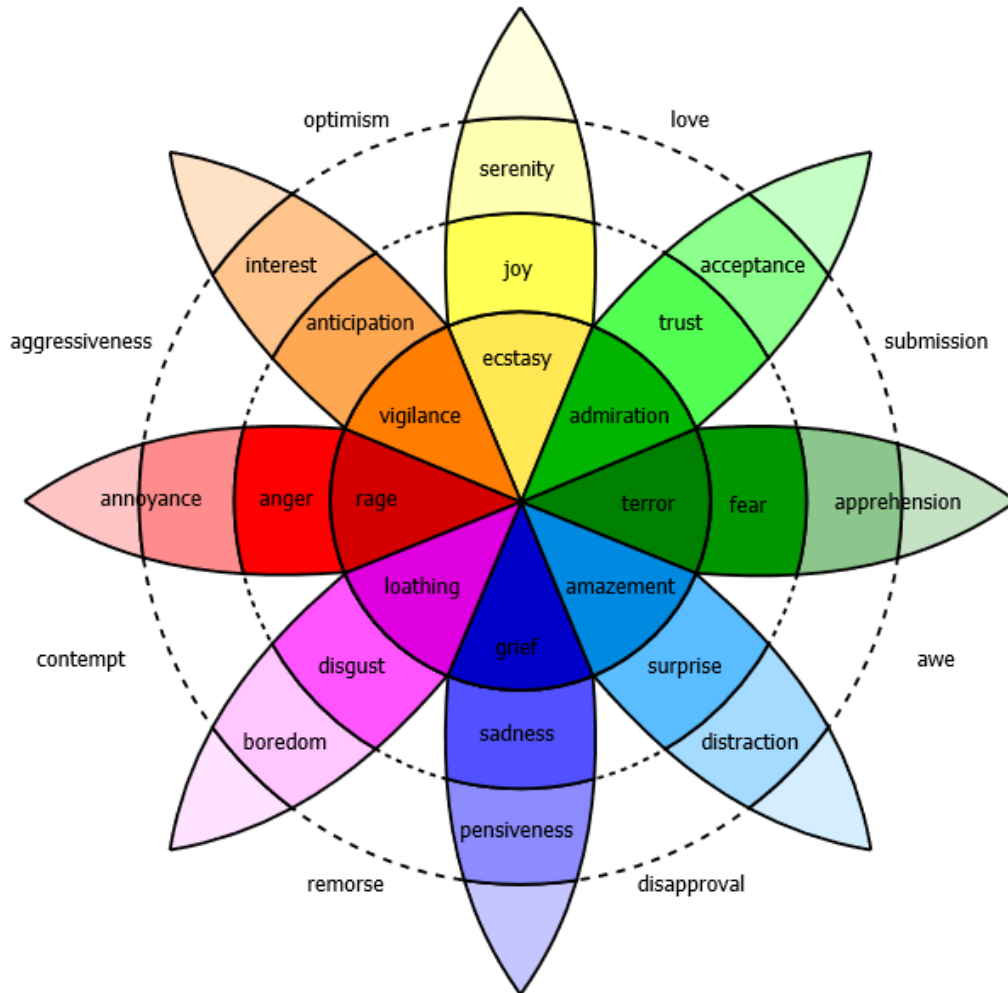 optimism
love
serenity
interest
acceptance
joy
anticipation
trust
aggressiveness
submission
ecstasy
vigilance
admiration
annoyance
anger
rage
terror
fear
apprehension
loathing
amazement
grief
contempt
disgust
surprise
awe
sadness
boredom
distraction
pensiveness
remorse
disapproval